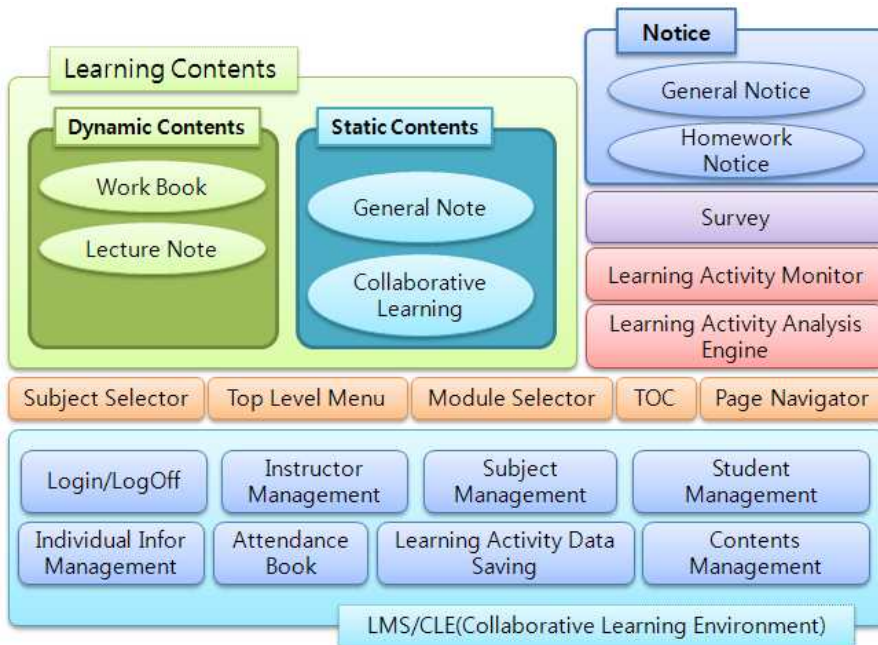 Learning Contents
Dynamic Contents
Work Book
Lecture Note
Static Contents
General Note
Collaborative
Learning
Notice
General Notice
Homework
Notice
Survey
Learning Activity Monitor
Learning Activity Analysis
Engine
Subject Selector
Top Level Menu
Module Selector
TOC
Page Navigator
Login/LogOff
Instructor
Management
Subject
Management
Student
Management
Individual Infor
Management
Attendance
Book
Learning Activity Data
Saving
Contents
Management
LMS/CLE(Collaborative Learning Environment)